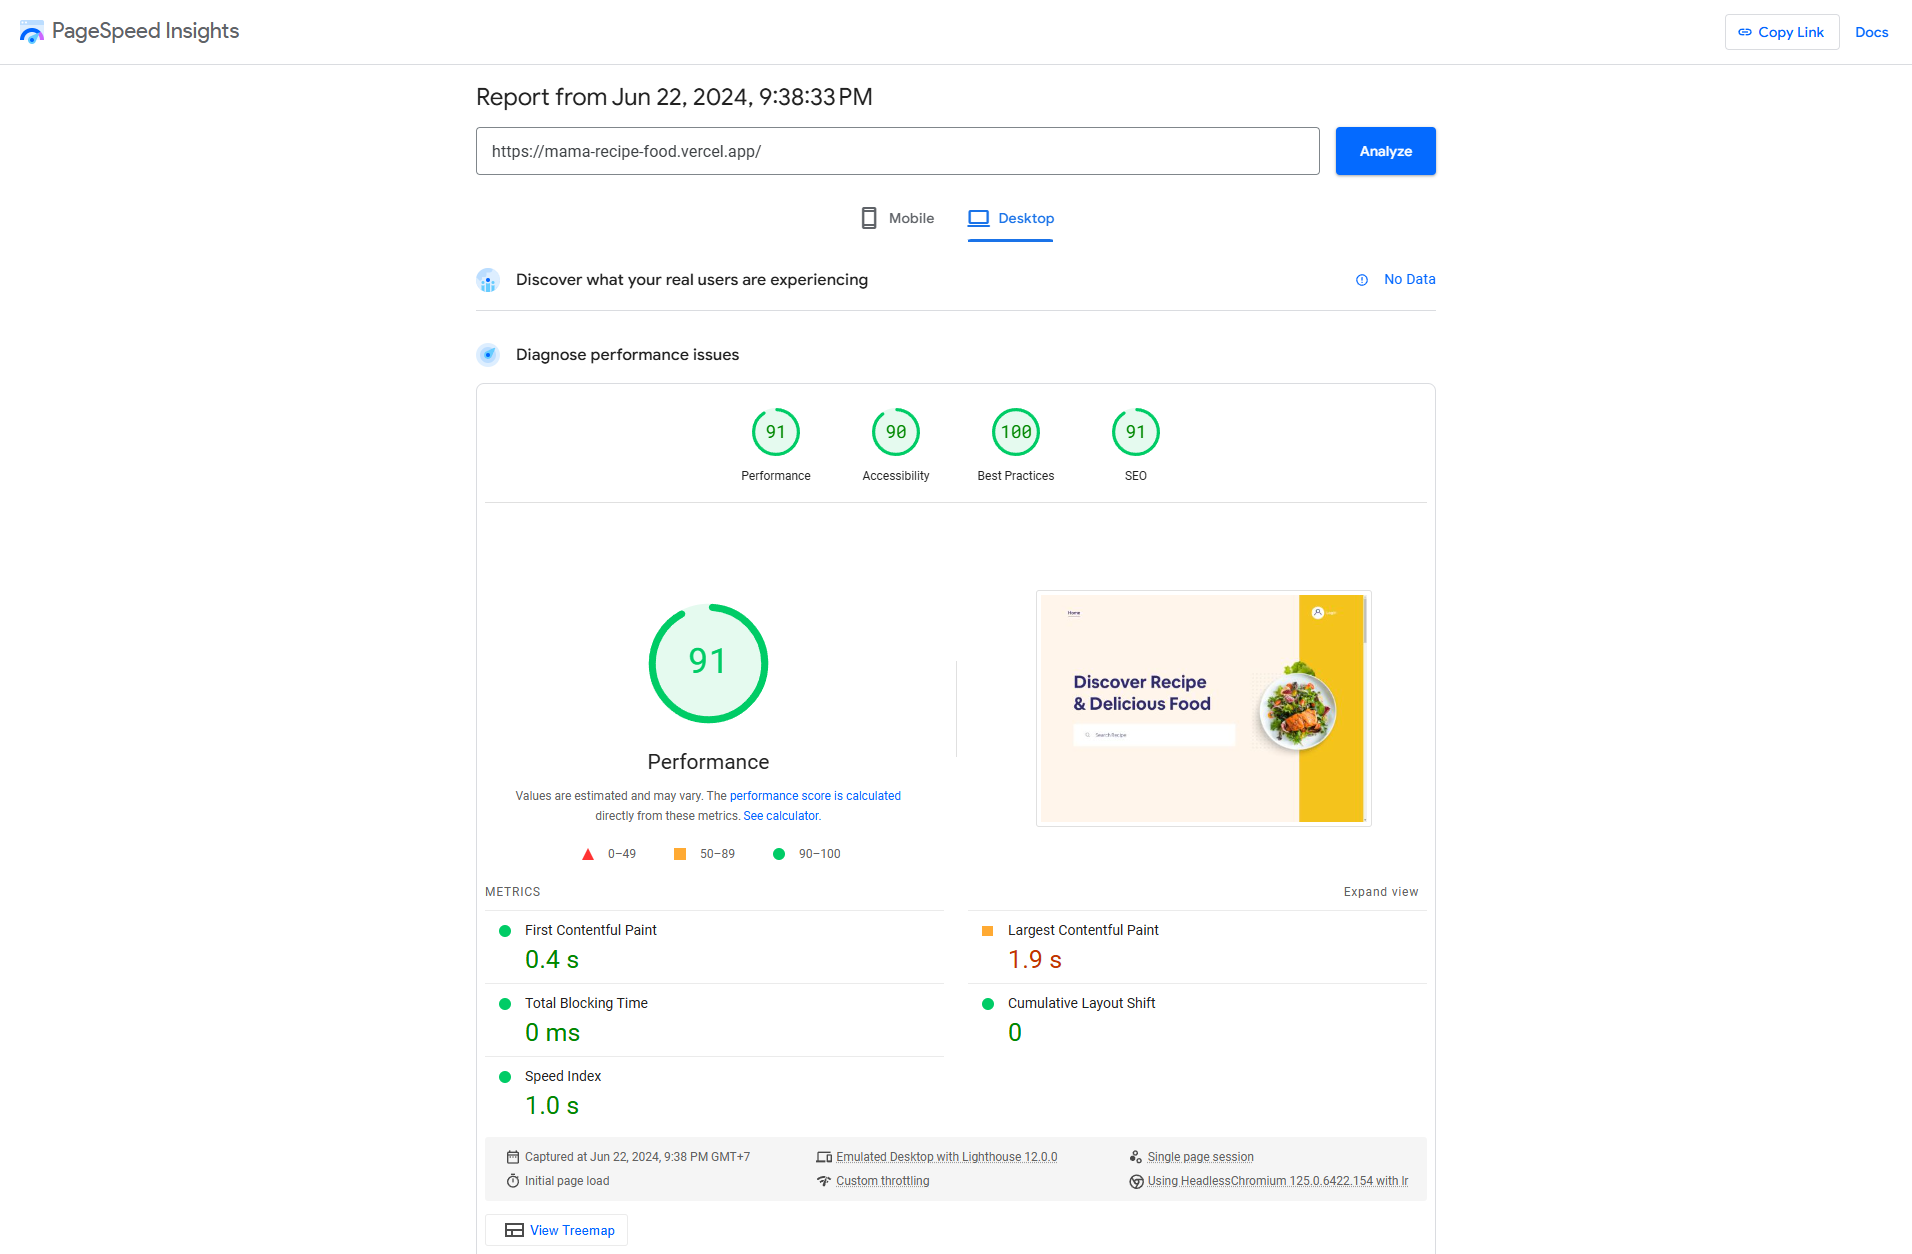 PageSpeed Insights
Copy Link
Docs
Report from Jun 22, 2024, 9:38:33 PM
https://mama-recipe-food.vercel.app/
Analyze
Mobile
Desktop
Discover what your real users are experiencing
No Data
Diagnose performance issues
91
90
100
91
Performance
Accessibility
Best Practices
SEO
91
Performance
Values are estimated and may vary. The performance score is calculated
directly from these metrics. See calculator.
0–49
50–89
90–100
Home
Login
Discover Recipe
& Delicious Food
Search Recipe
METRICS
Expand view
First Contentful Paint
0.4 s
Largest Contentful Paint
1.9 s
Total Blocking Time
0 ms
Cumulative Layout Shift
0
Speed Index
1.0 s
Captured at Jun 22, 2024, 9:38 PM GMT+7
Emulated Desktop with Lighthouse 12.0.0
Single page session
Initial page load
Custom throttling
Using HeadlessChromium 125.0.6422.154 with lr
View Treemap